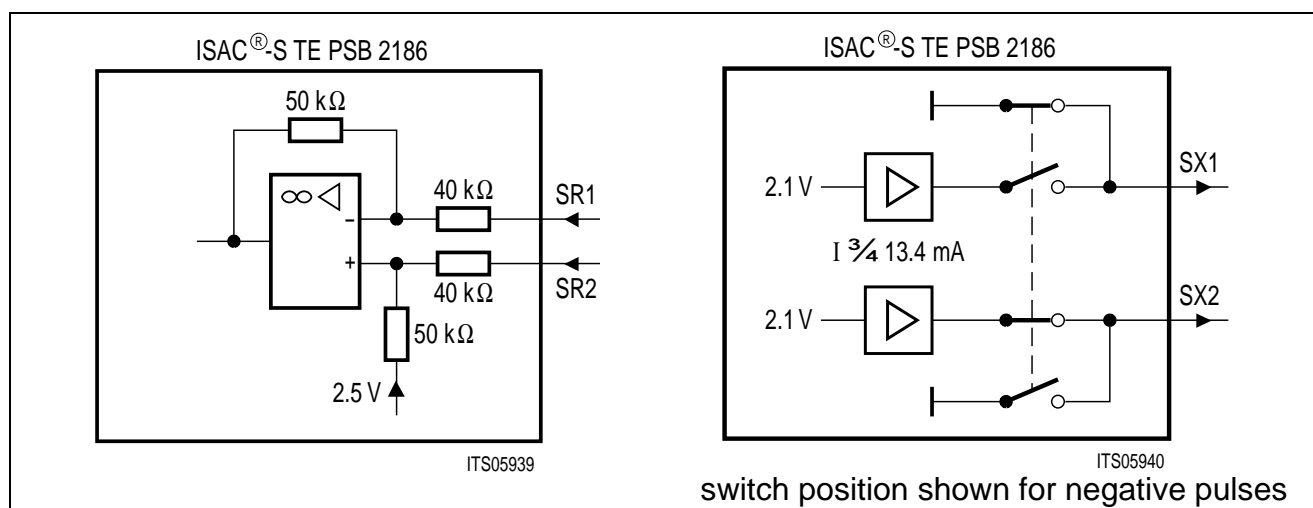 ISAC®-S TE PSB 2186
50 kΩ
∞
-
+
40 kΩ
SR1
40 kΩ
SR2
50 kΩ
2.5 V
ITS05939
ISAC®-S TE PSB 2186
2.1 V
SX1
I ¾ 13.4 mA
2.1 V
SX2
ITS05940
switch position shown for negative pulses